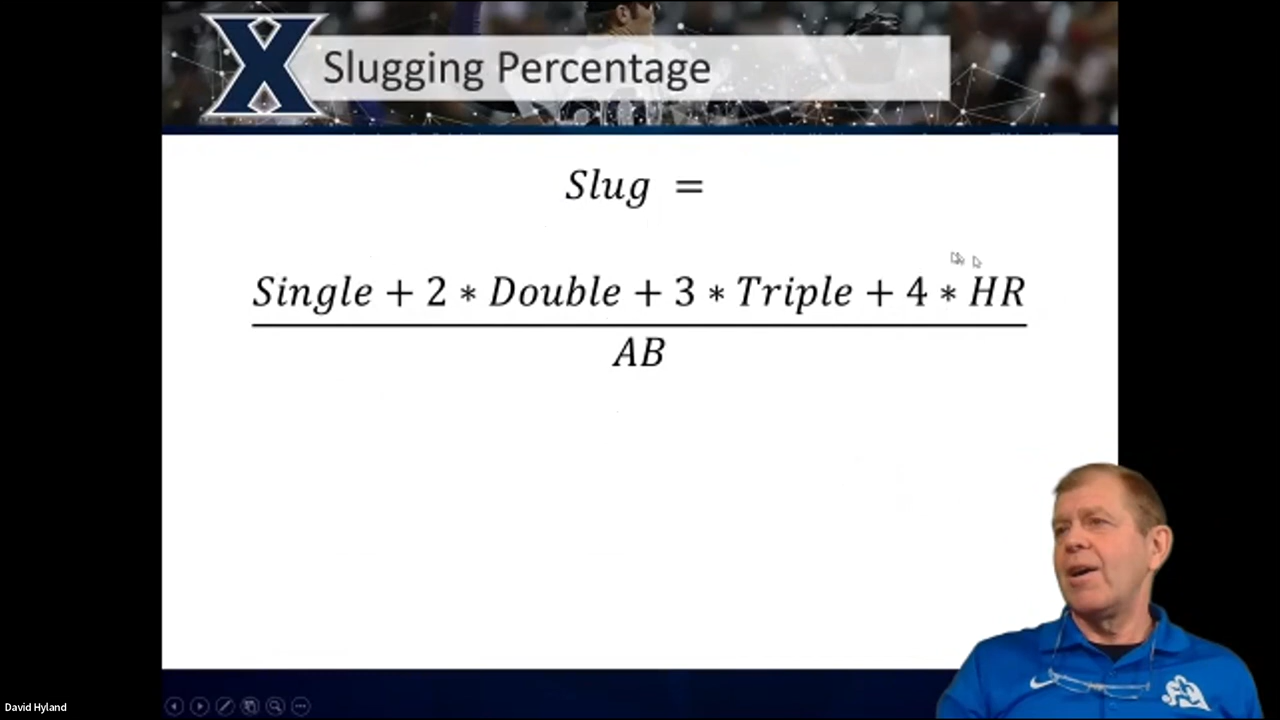 X
Slugging Percentage
Slug =
Single + 2 * Double + 3 * Triple + 4 * HR
AB
David Hyland